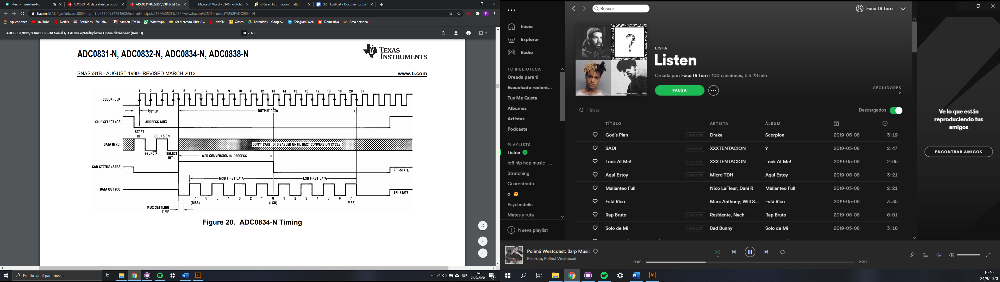 Meet - mqe-sten-tvd
ADC0834-N data sheet, product
ADC0831/832/834/838 8-Bit Seri
Microsoft Word - 03-04 Prototip
Gión en Información | Trello
Gión EcoBoat - Documentos de
ti.com/lit/ds/symlink/adc0834-n.pdf?ts=1600954794602&ref_url=https%253A%252F%252Fwww.ti.com%252Fproduct%252FADC0834-N
Aplicaciones
YouTube
Netflix
Recibidos - facudit...
Kanban | Trello
WhatsApp
(2) Mercado Libre A...
Netflix
Clases
Barquidou - Google...
Telegram Web
Domestika
Área personal
ADC0831/832/834/838 8-Bit Serial I/O ADCs w/Multiplexer Optns datasheet (Rev. B)
10 / 40
ADC0831-N, ADC0832-N, ADC0834-N, ADC0838-N
TEXAS
INSTRUMENTS
SNAS531B –AUGUST 1999–REVISED MARCH 2013
www.ti.com
1 2 3 4 5 6 7 8 9 10 11 12 13 14 15 16 17 18 19 20 21
CLOCK (CLK)
tSET-UP
OUTPUT DATA
CHIP SELECT (CS)
ADDRESS MUX
START
BIT
ODD/SIGN
DATA IN (DI)
DON'T CARE (DI DISABLED UNTIL NEXT CONVERSION CYCLE)
SGL/DIF
SELECT
BIT 1
A/D CONVERSION IN PROCESS
SAR STATUS (SARS)
TRI-STATE
MSB FIRST DATA
LSB FIRST DATA
DATA OUT (DO)
TRI-STATE
7 6 5 4 3 2 1 0 1 2 3 4 5 6 7
(MSB) (LSB) (MSB)
MUX SETTLING
TIME
Figure 20. ADC0834-N Timing
Escribe aquí para buscar
ESP
10:40
24/9/2020
Buscar
Facu Di Toro
Inicio
Explorar
Radio
TU BIBLIOTECA
Creada para ti
Escuchado recient...
Tus Me Gusta
Álbumes
Artistas
Podcasts
PLAYLISTS
Listen
lofi hip hop music -...
Stretching
Cuarentonta
o 🥰
Psychedelic
Mates y ruta
Nueva playlist
LISTA
Listen
Creada por: Facu Di Toro • 100 canciones, 5 h 28 min
PAUSA
SEGUIDORES
2
Filtrar
Descargados
TÍTULO ARTISTA ÁLBUM
God's Plan EXPLICIT Drake Scorpion 2019-05-08 3:19
SAD! EXPLICIT XXXTENTACION ? 2019-05-08 2:47
Look At Me! EXPLICIT XXXTENTACION Look At Me! 2019-05-08 2:06
Aqui Estoy EXPLICIT Micro TDH Aqui Estoy 2019-05-08 3:21
Malianteo Full EXPLICIT Nico LaFleur, Dani R Malianteo Full 2019-05-08 2:21
Está Rico Marc Anthony, Will S... Está Rico 2019-05-08 3:35
Rap Bruto EXPLICIT Residente, Nach Rap Bruto 2019-05-08 6:01
Solo de Mi EXPLICIT Bad Bunny Solo de Mi 2019-05-08 3:18
Ve lo que están
reproduciendo tus
amigos
ENCONTRAR AMIGOS
Polimá Westcoast: Bzrp Music
Bizarrap, Polimá Westcoast
0:42
2:30
10:40
24/9/2020